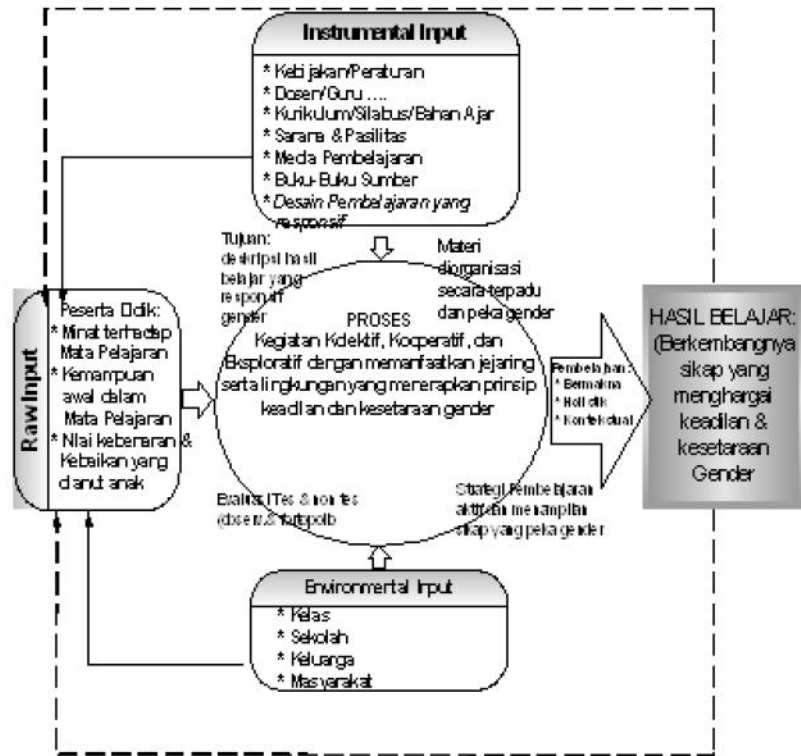 Instrumental Input
* Kebijakan/Peraturan
* Dosen/Guru ....
* Kurikulum/Silabus/Bahan Ajar
* Sarana & Pasilitas
* Media Pembelajaran
* Buku-Buku Sumber
* Desain Pembelajaran yang
responsif
Tujuan:
deskripsi hasil
belajar yang
responsif
gender
Materi
diorganisasi
secara terpadu
dan peka gender
Raw Input
Peserta Didik:
* Minat terhadap
Mata Pelajaran
* Kemampuan
awal dalam
Mata Pelajaran
* Nilai kebenaran &
Kebaikan yang
dianut anak
PROSES
Kegiatan Kolektif, Kooperatif, dan
Eksploratif dengan memanfaatkan jejaring
serta lingkungan yang menerapkan prinsip
keadilan dan kesetaraan gender
Pembelajaran:
* Bermakna
* Holistik
* Kontekstual
HASIL BELAJAR:
(Berkembangnya
sikap yang
menghargai
keadilan &
kesetaraan
Gender
Evaluasi Tes & non tes
Strategi Pembelajaran
aktif dan menampilan
sikap yang peka gender
Environmental Input
* Kelas
* Sekolah
* Keluarga
* Masyarakat